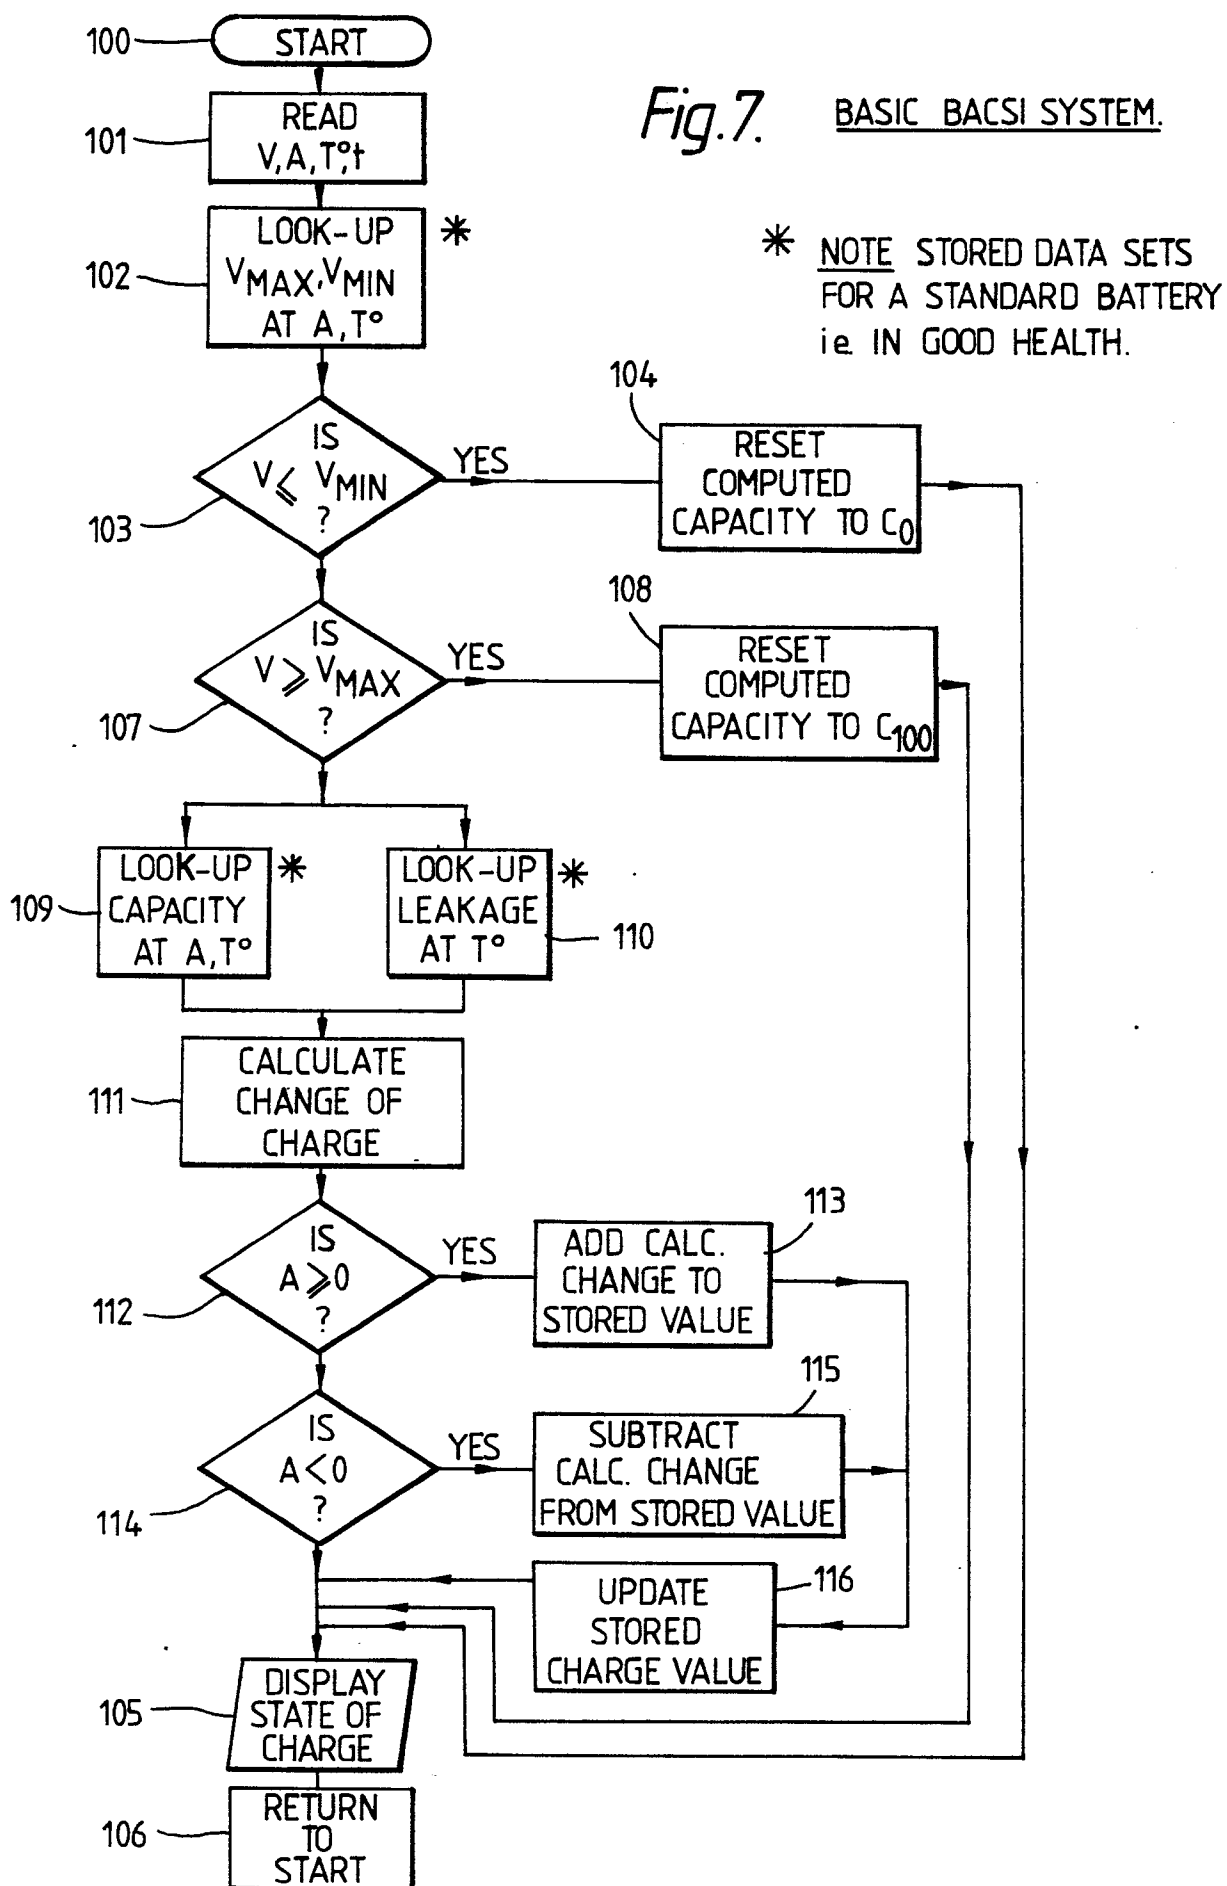 100
START
Fig.7.
BASIC BACSI SYSTEM.
101
READ
V,A,T°,t
102
LOOK-UP *
VMAX,VMIN
AT A,T°
* NOTE STORED DATA SETS
FOR A STANDARD BATTERY
ie. IN GOOD HEALTH.
103
IS
V ≤ VMIN
?
YES
104
RESET
COMPUTED
CAPACITY TO C0
107
IS
V ≥ VMAX
?
YES
108
RESET
COMPUTED
CAPACITY TO C100
109
LOOK-UP *
CAPACITY
AT A,T°
LOOK-UP *
LEAKAGE
AT T°
110
111
CALCULATE
CHANGE OF
CHARGE
112
IS
A ≥ 0
?
YES
113
ADD CALC.
CHANGE TO
STORED VALUE
114
IS
A < 0
?
YES
115
SUBTRACT
CALC. CHANGE
FROM STORED VALUE
116
UPDATE
STORED
CHARGE VALUE
105
DISPLAY
STATE OF
CHARGE
106
RETURN
TO
START